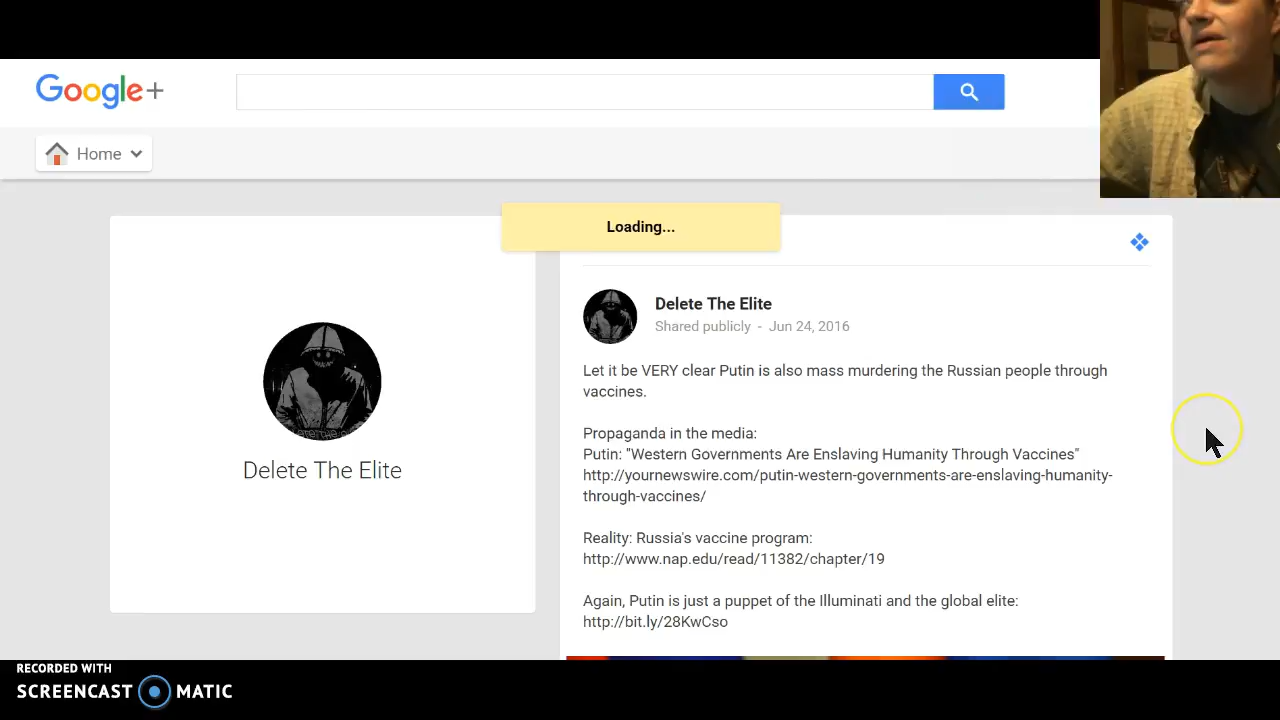 Google+
Home
Loading...
Delete The Elite
Shared publicly - Jun 24, 2016
Let it be VERY clear Putin is also mass murdering the Russian people through
vaccines.
Propaganda in the media:
Putin: "Western Governments Are Enslaving Humanity Through Vaccines"
http://yournewswire.com/putin-western-governments-are-enslaving-humanity-
through-vaccines/
Reality: Russia's vaccine program:
http://www.nap.edu/read/11382/chapter/19
Again, Putin is just a puppet of the Illuminati and the global elite:
http://bit.ly/28KwCso
Delete The Elite
RECORDED WITH
SCREENCAST MATIC